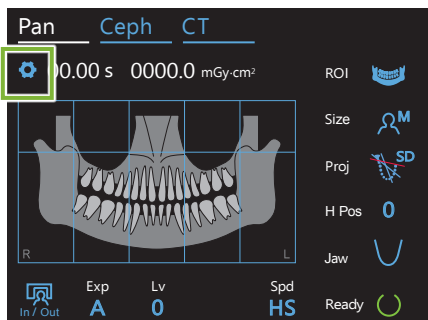 Pan Ceph CT
00.00 s 0000.0 mGy·cm²
ROI
Size M
Proj SD
H Pos 0
R L
Jaw
In / Out
Exp Lv Spd
A 0 HS
Ready